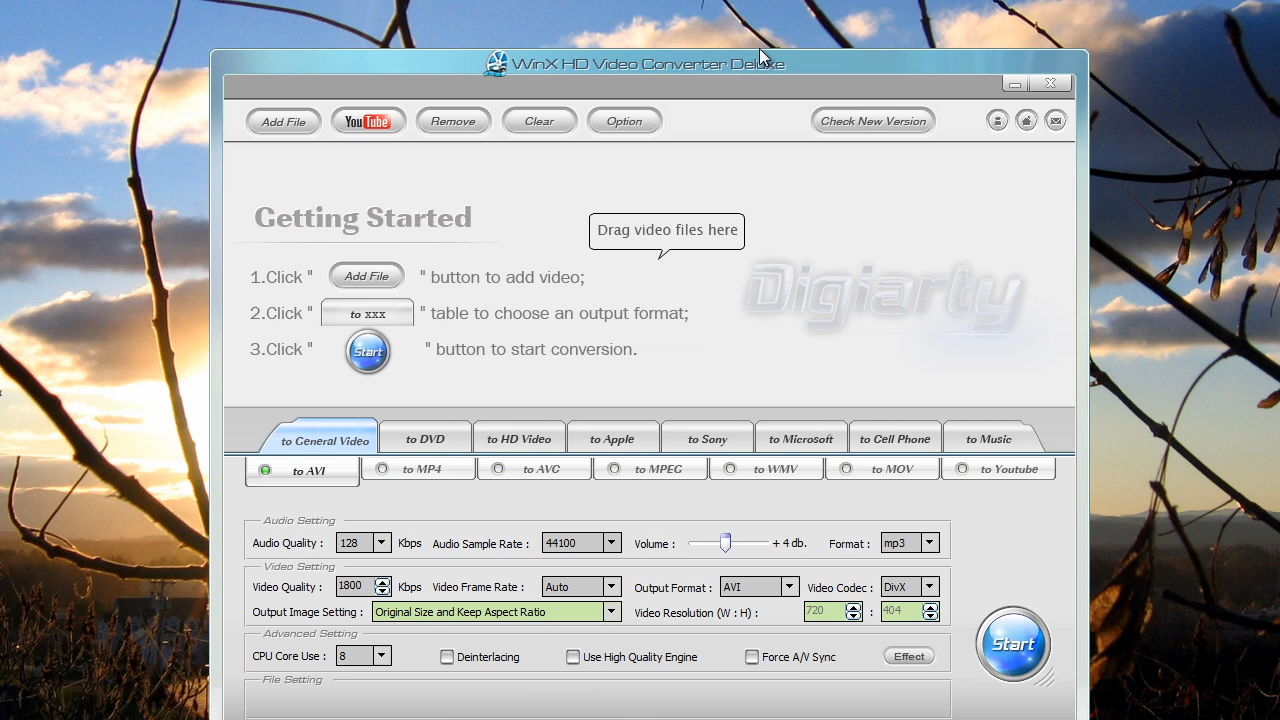 WinX HD Video Converter Deluxe
Add File YouTube Remove Clear Option Check New Version
Getting Started
Drag video files here
1.Click " Add File " button to add video;
2.Click " to xxx " table to choose an output format;
3.Click " Start " button to start conversion.
Digiarty
to General Video to DVD to HD Video to Apple to Sony to Microsoft to Cell Phone to Music
to AVI to MP4 to AVC to MPEC to WMV to MOV to Youtube
Audio Setting
Audio Quality : 128 Kbps Audio Sample Rate : 44100 Volume : + 4 db. Format : mp3
Video Setting
Video Quality : 1800 Kbps Video Frame Rate : Auto Output Format : AVI Video Codec : DivX
Output Image Setting : Original Size and Keep Aspect Ratio Video Resolution (W : H) : 720 : 404
Advanced Setting
CPU Core Use : 8 Deinterlacing Use High Quality Engine Force A/V Sync Effect
Start
File Setting